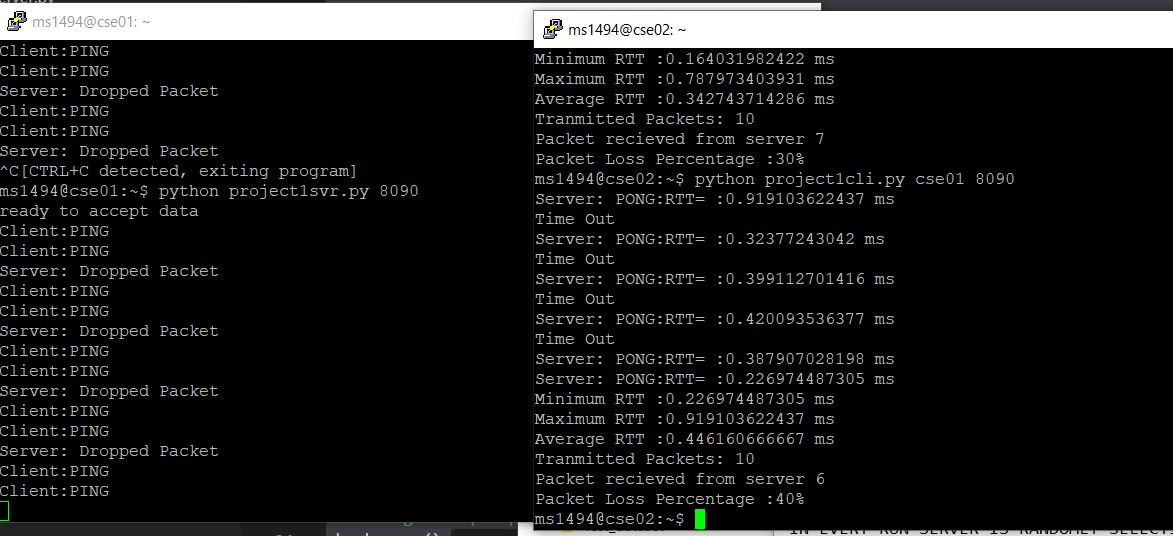 ms1494@cse01: ~
Client:PING
Client:PING
Server: Dropped Packet
Client:PING
Client:PING
Server: Dropped Packet
^C[CTRL+C detected, exiting program]
ms1494@cse01:~$ python project1svr.py 8090
ready to accept data
Client:PING
Client:PING
Server: Dropped Packet
Client:PING
Client:PING
Server: Dropped Packet
Client:PING
Client:PING
Server: Dropped Packet
Client:PING
Client:PING
Server: Dropped Packet
Client:PING
Client:PING
ms1494@cse02: ~
Minimum RTT :0.164031982422 ms
Maximum RTT :0.787973403931 ms
Average RTT :0.342743714286 ms
Tranmitted Packets: 10
Packet recieved from server 7
Packet Loss Percentage :30%
ms1494@cse02:~$ python project1cli.py cse01 8090
Server: PONG:RTT= :0.919103622437 ms
Time Out
Server: PONG:RTT= :0.32377243042 ms
Time Out
Server: PONG:RTT= :0.399112701416 ms
Time Out
Server: PONG:RTT= :0.420093536377 ms
Time Out
Server: PONG:RTT= :0.387907028198 ms
Server: PONG:RTT= :0.226974487305 ms
Minimum RTT :0.226974487305 ms
Maximum RTT :0.919103622437 ms
Average RTT :0.446160666667 ms
Tranmitted Packets: 10
Packet recieved from server 6
Packet Loss Percentage :40%
ms1494@cse02:~$
IN EVERY RUN SERVER IS